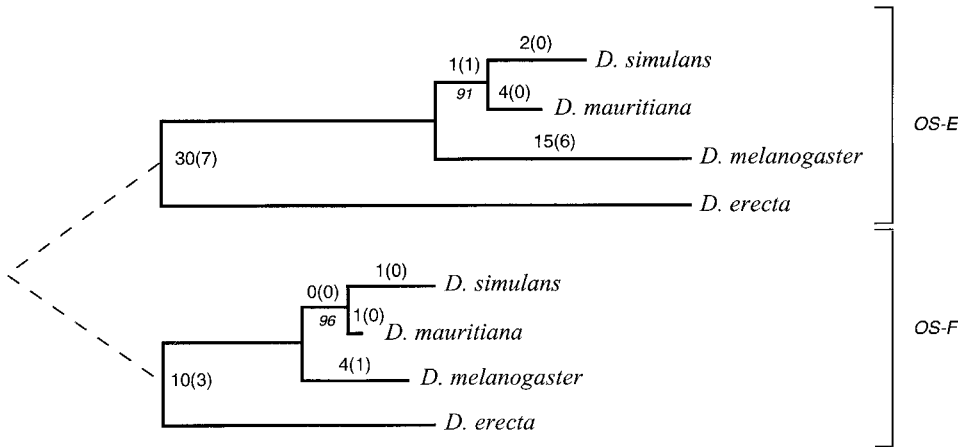 2(0)
D. simulans
1(1)
91
4(0)
D. mauritiana
OS-E
15(6)
D. melanogaster
30(7)
D. erecta
1(0)
D. simulans
0(0)
96
1(0)
D. mauritiana
OS-F
4(1)
D. melanogaster
10(3)
D. erecta